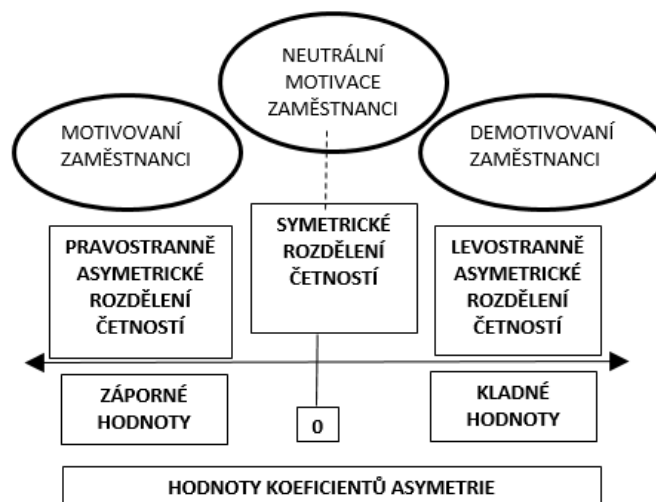 NEUTRÁLNÍ
MOTIVACE
ZAMĚSTNANCI
MOTIVOVANÍ
ZAMĚSTNANCI
DEMOTIVOVANÍ
ZAMĚSTNANCI
PRAVOSTRANNĚ
ASYMETRICKÉ
ROZDĚLENÍ
ČETNOSTÍ
SYMETRICKÉ
ROZDĚLENÍ
ČETNOSTÍ
LEVOSTRANNĚ
ASYMETRICKÉ
ROZDĚLENÍ
ČETNOSTÍ
ZÁPORNÉ
HODNOTY
0
KLADNÉ
HODNOTY
HODNOTY KOEFICIENTŮ ASYMETRIE